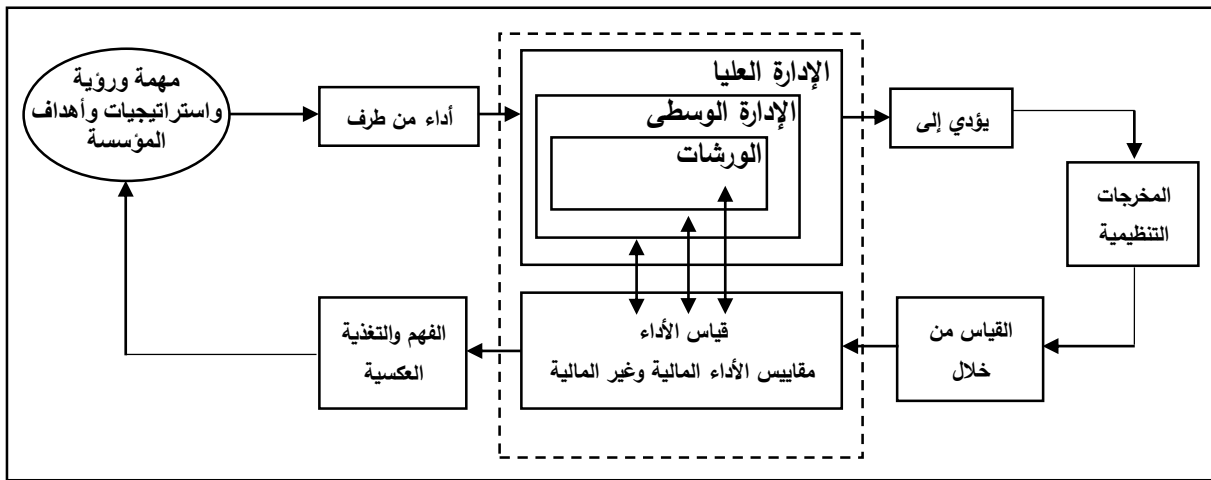 مهمة ورؤية
واستراتيجيات وأهداف
المؤسسة
أداء من طرف
الإدارة العليا
الإدارة الوسطى
الورشات
يؤدي إلى
المخرجات
التنظيمية
القياس من
خلال
قياس الأداء
مقاييس الأداء المالية وغير المالية
الفهم والتغذية
العكسية